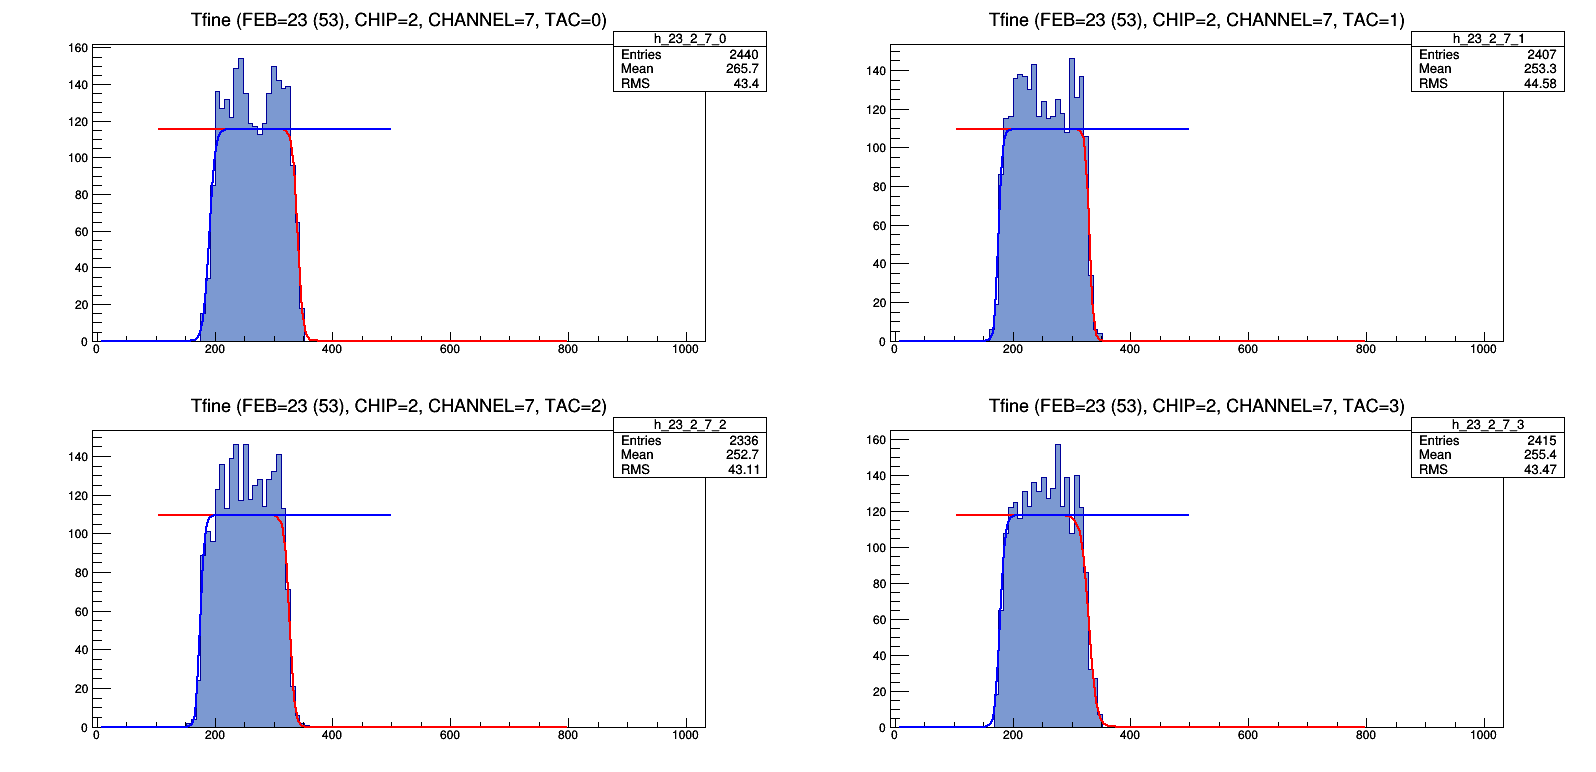 Tfine (FEB=23 (53), CHIP=2, CHANNEL=7, TAC=0)
h_23_2_7_0
Entries 2440
Mean 265.7
RMS 43.4
160
140
120
100
80
60
40
20
0
0 200 400 600 800 1000
Tfine (FEB=23 (53), CHIP=2, CHANNEL=7, TAC=1)
h_23_2_7_1
Entries 2407
Mean 253.3
RMS 44.58
140
120
100
80
60
40
20
0
0 200 400 600 800 1000
Tfine (FEB=23 (53), CHIP=2, CHANNEL=7, TAC=2)
h_23_2_7_2
Entries 2336
Mean 252.7
RMS 43.11
140
120
100
80
60
40
20
0
0 200 400 600 800 1000
Tfine (FEB=23 (53), CHIP=2, CHANNEL=7, TAC=3)
h_23_2_7_3
Entries 2415
Mean 255.4
RMS 43.47
160
140
120
100
80
60
40
20
0
0 200 400 600 800 1000